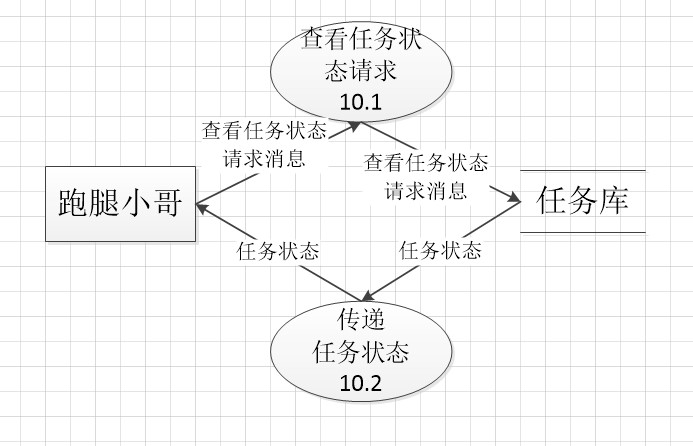 查看任务状
态请求
10.1
查看任务状态
请求消息
查看任务状态
请求消息
跑腿小哥
任务库
任务状态
任务状态
传递
任务状态
10.2